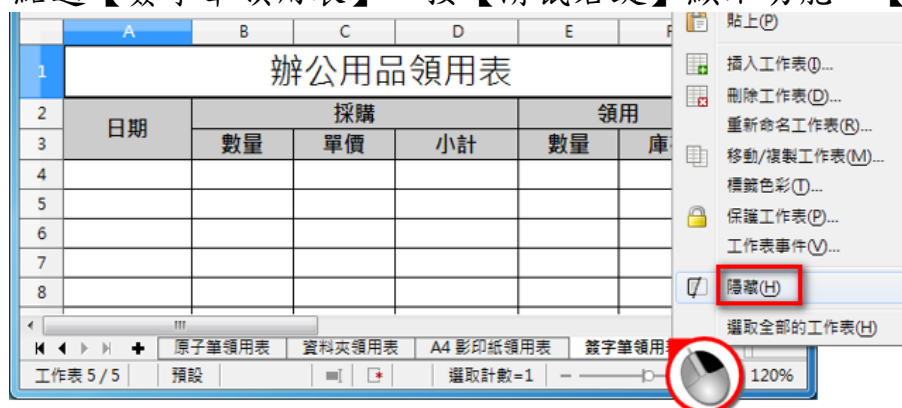 A B C D E
貼上(P)
1 辦公用品領用表
插入工作表(I)...
刪除工作表(D)...
2 日期 採購 領用
重新命名工作表(R)...
3 數量 單價 小計 數量
移動/複製工作表(M)...
4
標籤色彩(T)...
5
保護工作表(P)...
6
工作表事件(V)...
7
8
隱藏(H)
選取全部的工作表(H)
原子筆領用表 資料夾領用表 A4 影印紙領用表 簽字筆領用
工作表 5 / 5 預設 選取計數=1 120%